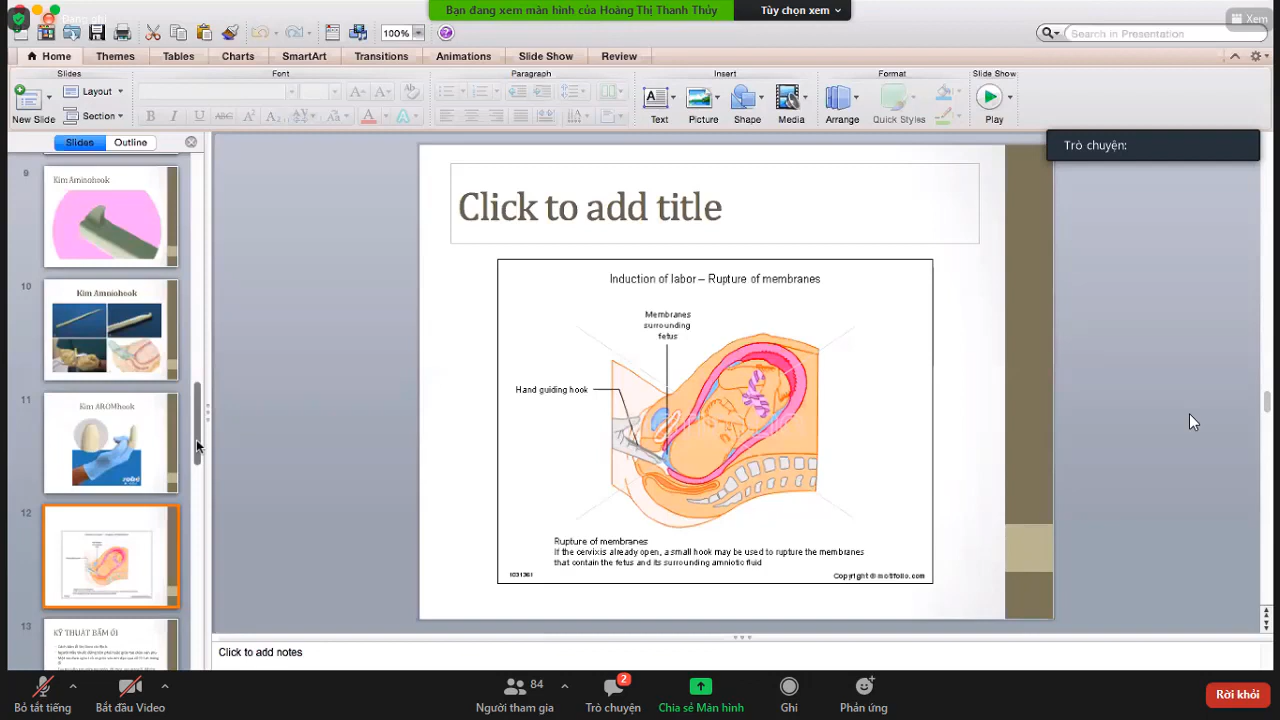 Bạn đang xem màn hình của Hoàng Thị Thanh Thủy
Tùy chọn xem
Xem
100%
Search in Presentation
Home
Themes
Tables
Charts
SmartArt
Transitions
Animations
Slide Show
Review
Slides
Font
Paragraph
Insert
Format
Slide Show
New Slide
Layout
Section
Text
Picture
Shape
Media
Arrange
Quick Styles
Play
Slides
Outline
Trò chuyện:
9
Kim Aminohook
10
Kim Amniohook
11
Kim AROMhook
12
13
KỸ THUẬT BẤM ỐI
Click to add title
Induction of labor – Rupture of membranes
Membranes
surrounding
fetus
Hand guiding hook
Rupture of membranes
If the cervix is already open, a small hook may be used to rupture the membranes
that contain the fetus and its surrounding amniotic fluid
1031361
Copyright @ motifolio.com
Click to add notes
Bỏ tắt tiếng
Bắt đầu Video
84
Người tham gia
2
Trò chuyện
Chia sẻ Màn hình
Ghi
Phản ứng
Rời khỏi